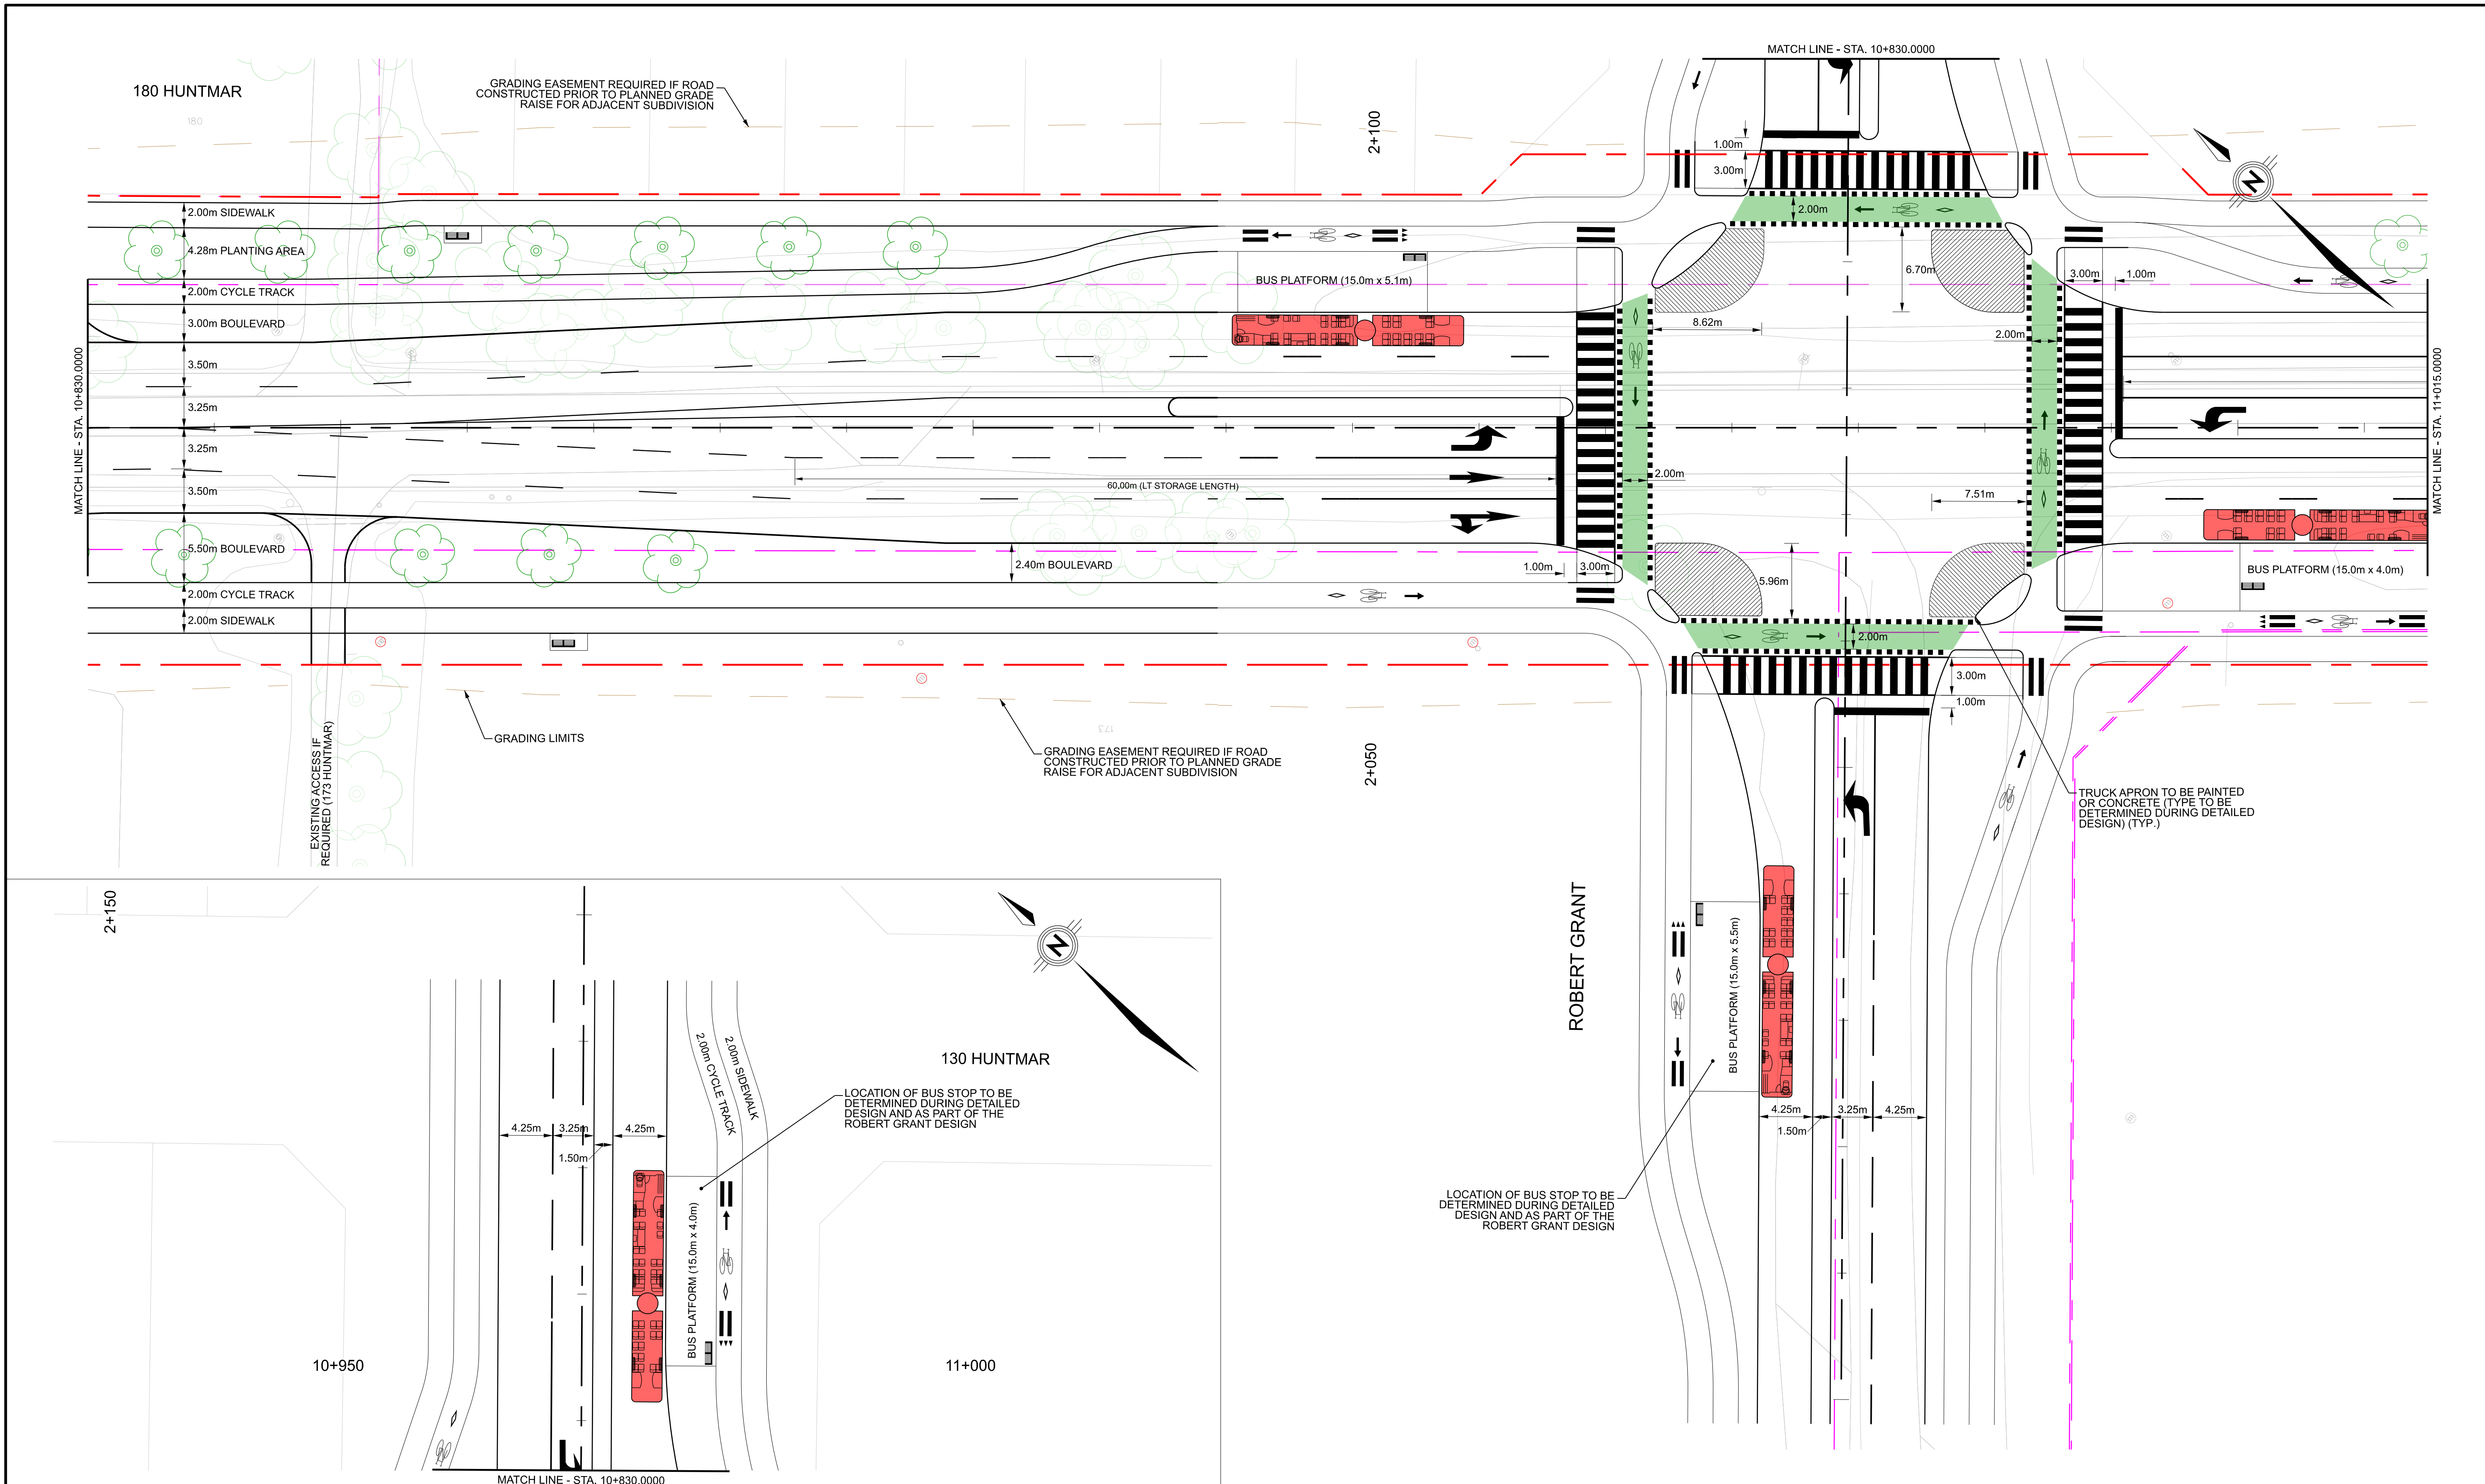 MATCH LINE - STA. 10+830.0000
180 HUNTMAR
180
GRADING EASEMENT REQUIRED IF ROAD
CONSTRUCTED PRIOR TO PLANNED GRADE
RAISE FOR ADJACENT SUBDIVISION
2+100
1.00m
3.00m
2.00m
N
2.00m SIDEWALK
4.28m PLANTING AREA
2.00m CYCLE TRACK
3.00m BOULEVARD
3.50m
3.25m
3.25m
3.50m
5.50m BOULEVARD
2.00m CYCLE TRACK
2.00m SIDEWALK
MATCH LINE - STA. 10+830.0000
BUS PLATFORM (15.0m x 5.1m)
6.70m
8.62m
3.00m
1.00m
2.00m
MATCH LINE - STA. 11+015.0000
60.00m (LT STORAGE LENGTH)
2.00m
7.51m
2.40m BOULEVARD
1.00m
3.00m
5.96m
BUS PLATFORM (15.0m x 4.0m)
2.00m
3.00m
1.00m
GRADING LIMITS
173
GRADING EASEMENT REQUIRED IF ROAD
CONSTRUCTED PRIOR TO PLANNED GRADE
RAISE FOR ADJACENT SUBDIVISION
2+050
EXISTING ACCESS IF
REQUIRED (173 HUNTMAR)
TRUCK APRON TO BE PAINTED
OR CONCRETE (TYPE TO BE
DETERMINED DURING DETAILED
DESIGN) (TYP.)
ROBERT GRANT
BUS PLATFORM (15.0m x 5.5m)
4.25m
3.25m
4.25m
1.50m
LOCATION OF BUS STOP TO BE
DETERMINED DURING DETAILED
DESIGN AND AS PART OF THE
ROBERT GRANT DESIGN
2+150
N
130 HUNTMAR
2.00m CYCLE TRACK
2.00m SIDEWALK
LOCATION OF BUS STOP TO BE
DETERMINED DURING DETAILED
DESIGN AND AS PART OF THE
ROBERT GRANT DESIGN
4.25m
3.25m
4.25m
1.50m
BUS PLATFORM (15.0m x 4.0m)
10+950
11+000
MATCH LINE - STA. 10+830.0000